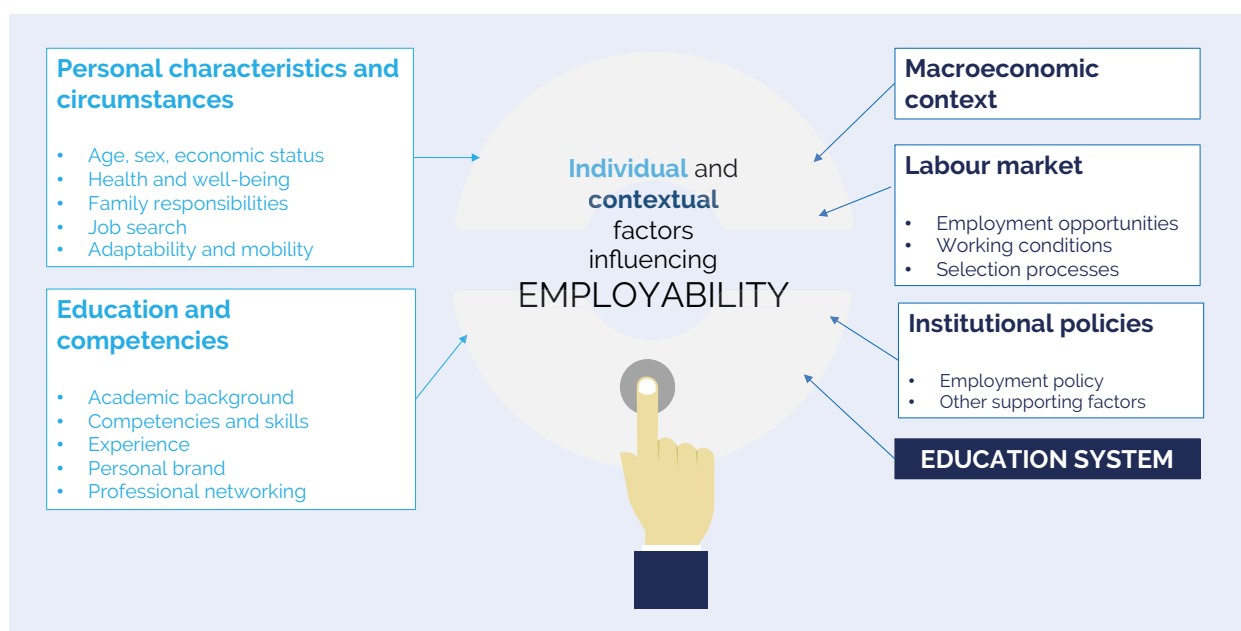 Personal characteristics and
circumstances
• Age, sex, economic status
• Health and well-being
• Family responsibilities
• Job search
• Adaptability and mobility
Education and
competencies
• Academic background
• Competencies and skills
• Experience
• Personal brand
• Professional networking
Individual and
contextual
factors
influencing
EMPLOYABILITY
Macroeconomic
context
Labour market
• Employment opportunities
• Working conditions
• Selection processes
Institutional policies
• Employment policy
• Other supporting factors
EDUCATION SYSTEM